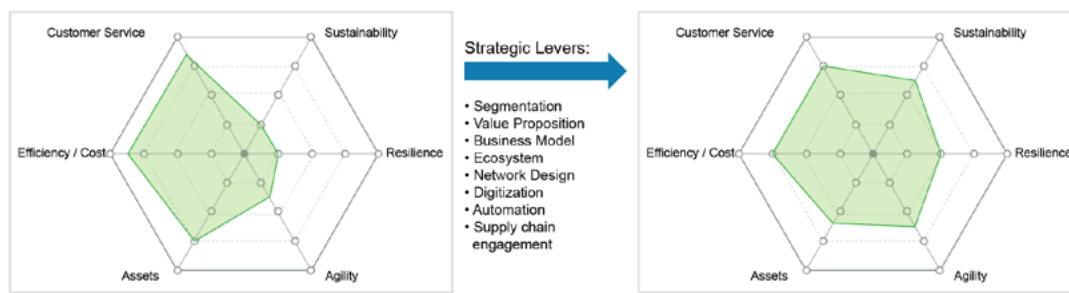 Customer Service
Sustainability
Efficiency / Cost
Resilience
Assets
Agility
Strategic Levers:
• Segmentation
• Value Proposition
• Business Model
• Ecosystem
• Network Design
• Digitization
• Automation
• Supply chain
engagement
Customer Service
Sustainability
Efficiency / Cost
Resilience
Assets
Agility